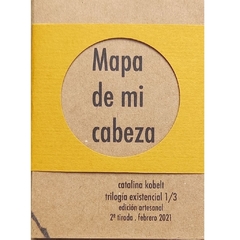 Mapa
de mi
cabeza
catalina kobelt
trilogía existencial 1/3
edición artesanal
2ª tirada . Febrero 2021